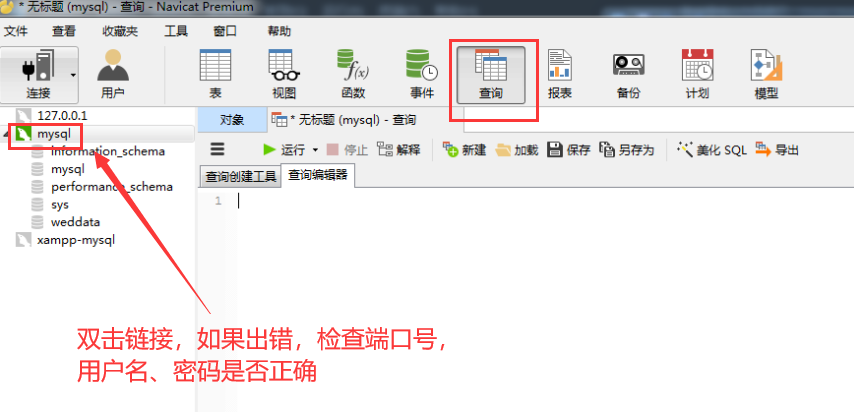 * 无标题 (mysql) - 查询 - Navicat Premium
文件 查看 收藏夹 工具 窗口 帮助
连接 用户 表 视图 函数 事件 查询 报表 备份 计划 模型
f(x)
127.0.0.1
mysql
information_schema
mysql
performance_schema
sys
weddata
xampp-mysql
对象 * 无标题 (mysql) - 查询
运行 停止 解释 新建 加载 保存 另存为 美化 SQL 导出
查询创建工具 查询编辑器
1
双击链接，如果出错，检查端口号，
用户名、密码是否正确